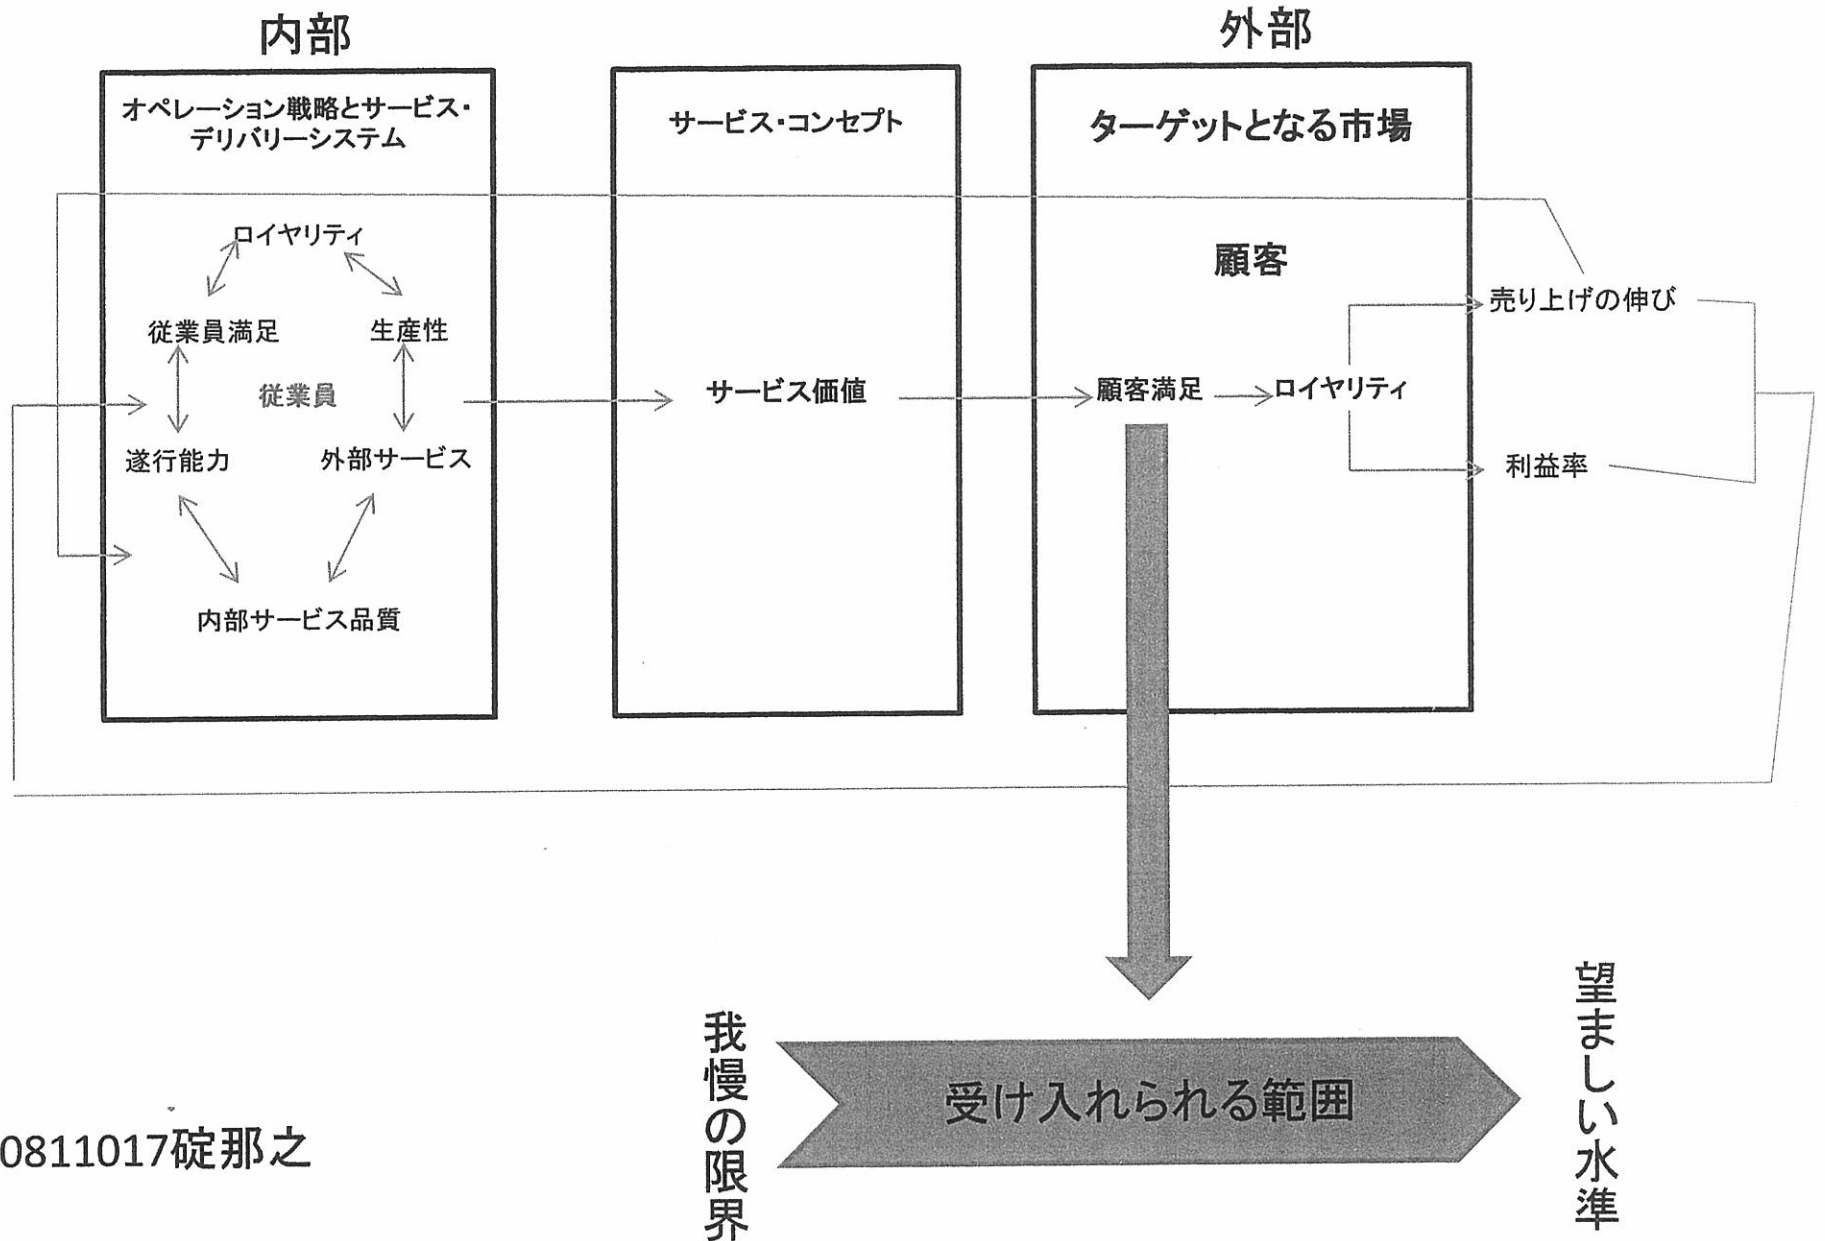 内部
外部
オペレーション戦略とサービス・
デリバリーシステム
サービス・コンセプト
ターゲットとなる市場
ロイヤリティ
顧客
従業員満足
生産性
従業員
遂行能力
外部サービス
内部サービス品質
サービス価値
顧客満足
ロイヤリティ
売り上げの伸び
利益率
我慢の限界
受け入れられる範囲
望ましい水準
0811017碇那之